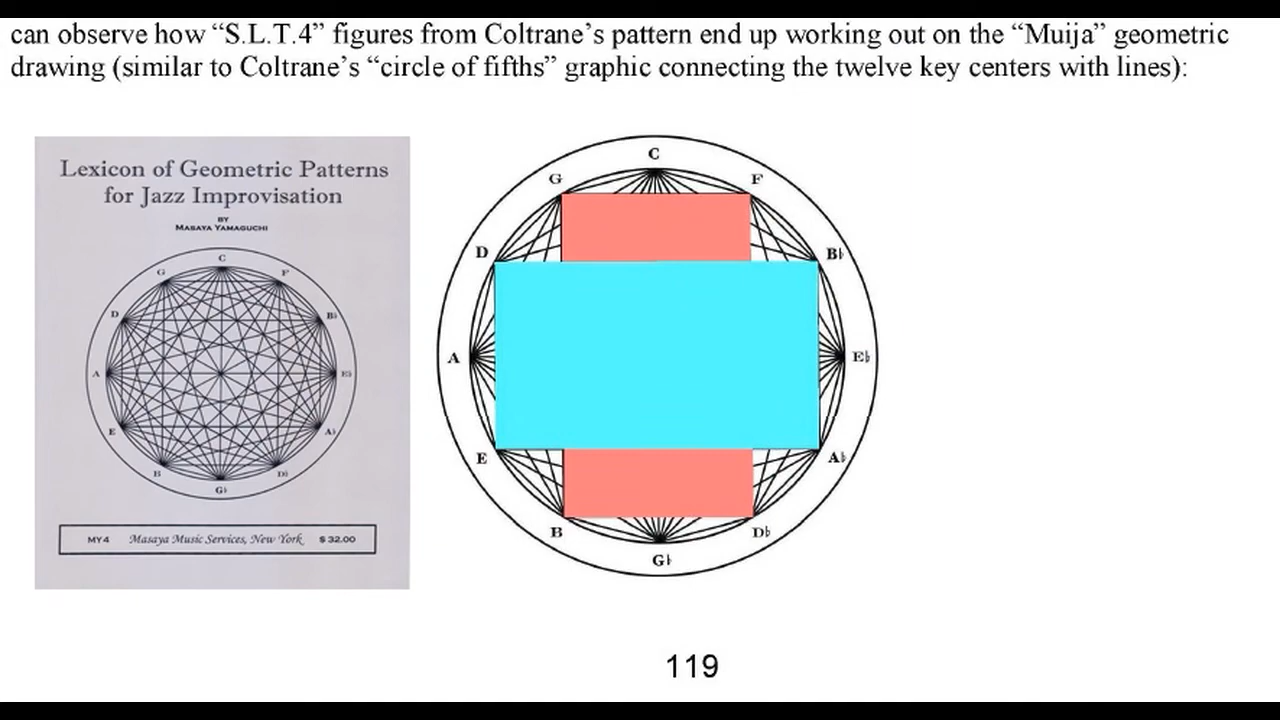 can observe how “S.L.T.4” figures from Coltrane’s pattern end up working out on the “Muija” geometric
drawing (similar to Coltrane’s “circle of fifths” graphic connecting the twelve key centers with lines):
Lexicon of Geometric Patterns
for Jazz Improvisation
BY
MASAYA YAMAGUCHI
C
G F
D B♭
A E♭
E A♭
B D♭
G♭
MY4 Masaya Music Services, New York $ 32.00
C
G F
D B♭
A E♭
E A♭
B D♭
G♭
119